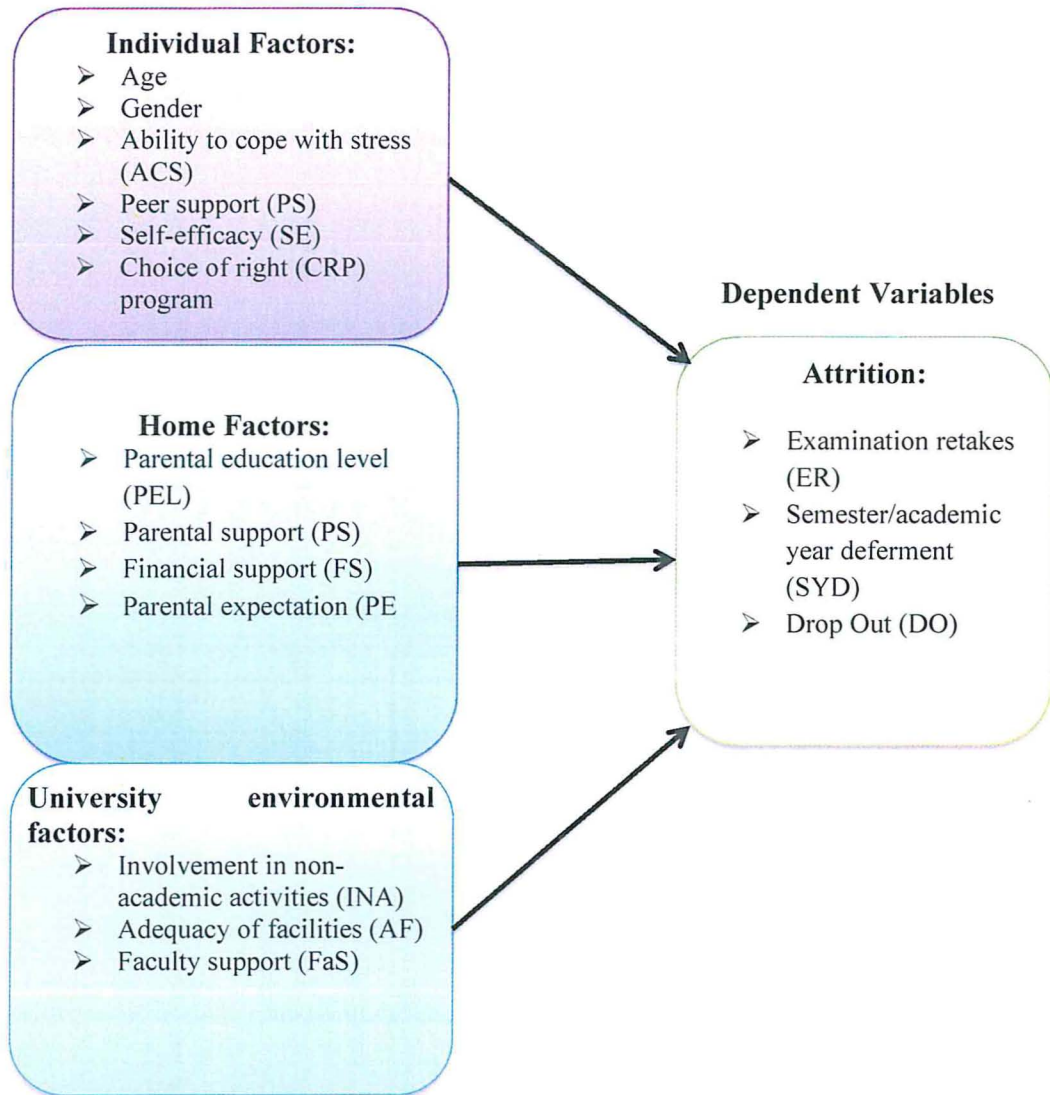 Individual Factors:
➢ Age
➢ Gender
➢ Ability to cope with stress
(ACS)
➢ Peer support (PS)
➢ Self-efficacy (SE)
➢ Choice of right (CRP)
program
Home Factors:
➢ Parental education level
(PEL)
➢ Parental support (PS)
➢ Financial support (FS)
➢ Parental expectation (PE
University environmental
factors:
➢ Involvement in non-
academic activities (INA)
➢ Adequacy of facilities (AF)
➢ Faculty support (FaS)
Dependent Variables
Attrition:
➢ Examination retakes
(ER)
➢ Semester/academic
year deferment
(SYD)
➢ Drop Out (DO)